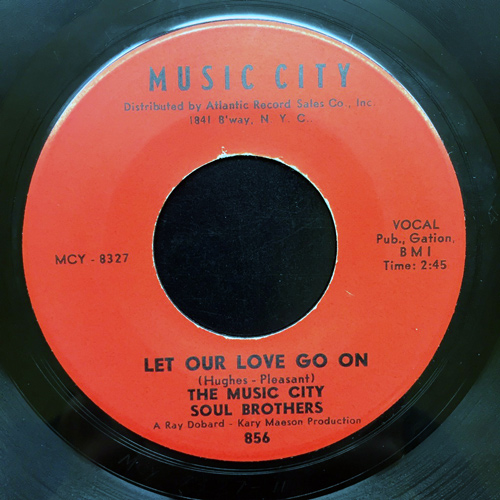 MUSIC CITY
Distributed by Atlantic Record Sales Co., Inc.
1841 B'way, N. Y. C.
VOCAL
Pub., Gation,
B M I
Time: 2:45
MCY - 8327
LET OUR LOVE GO ON
(Hughes - Pleasant)
THE MUSIC CITY
SOUL BROTHERS
A Ray Dobard - Kary Maeson Production
856